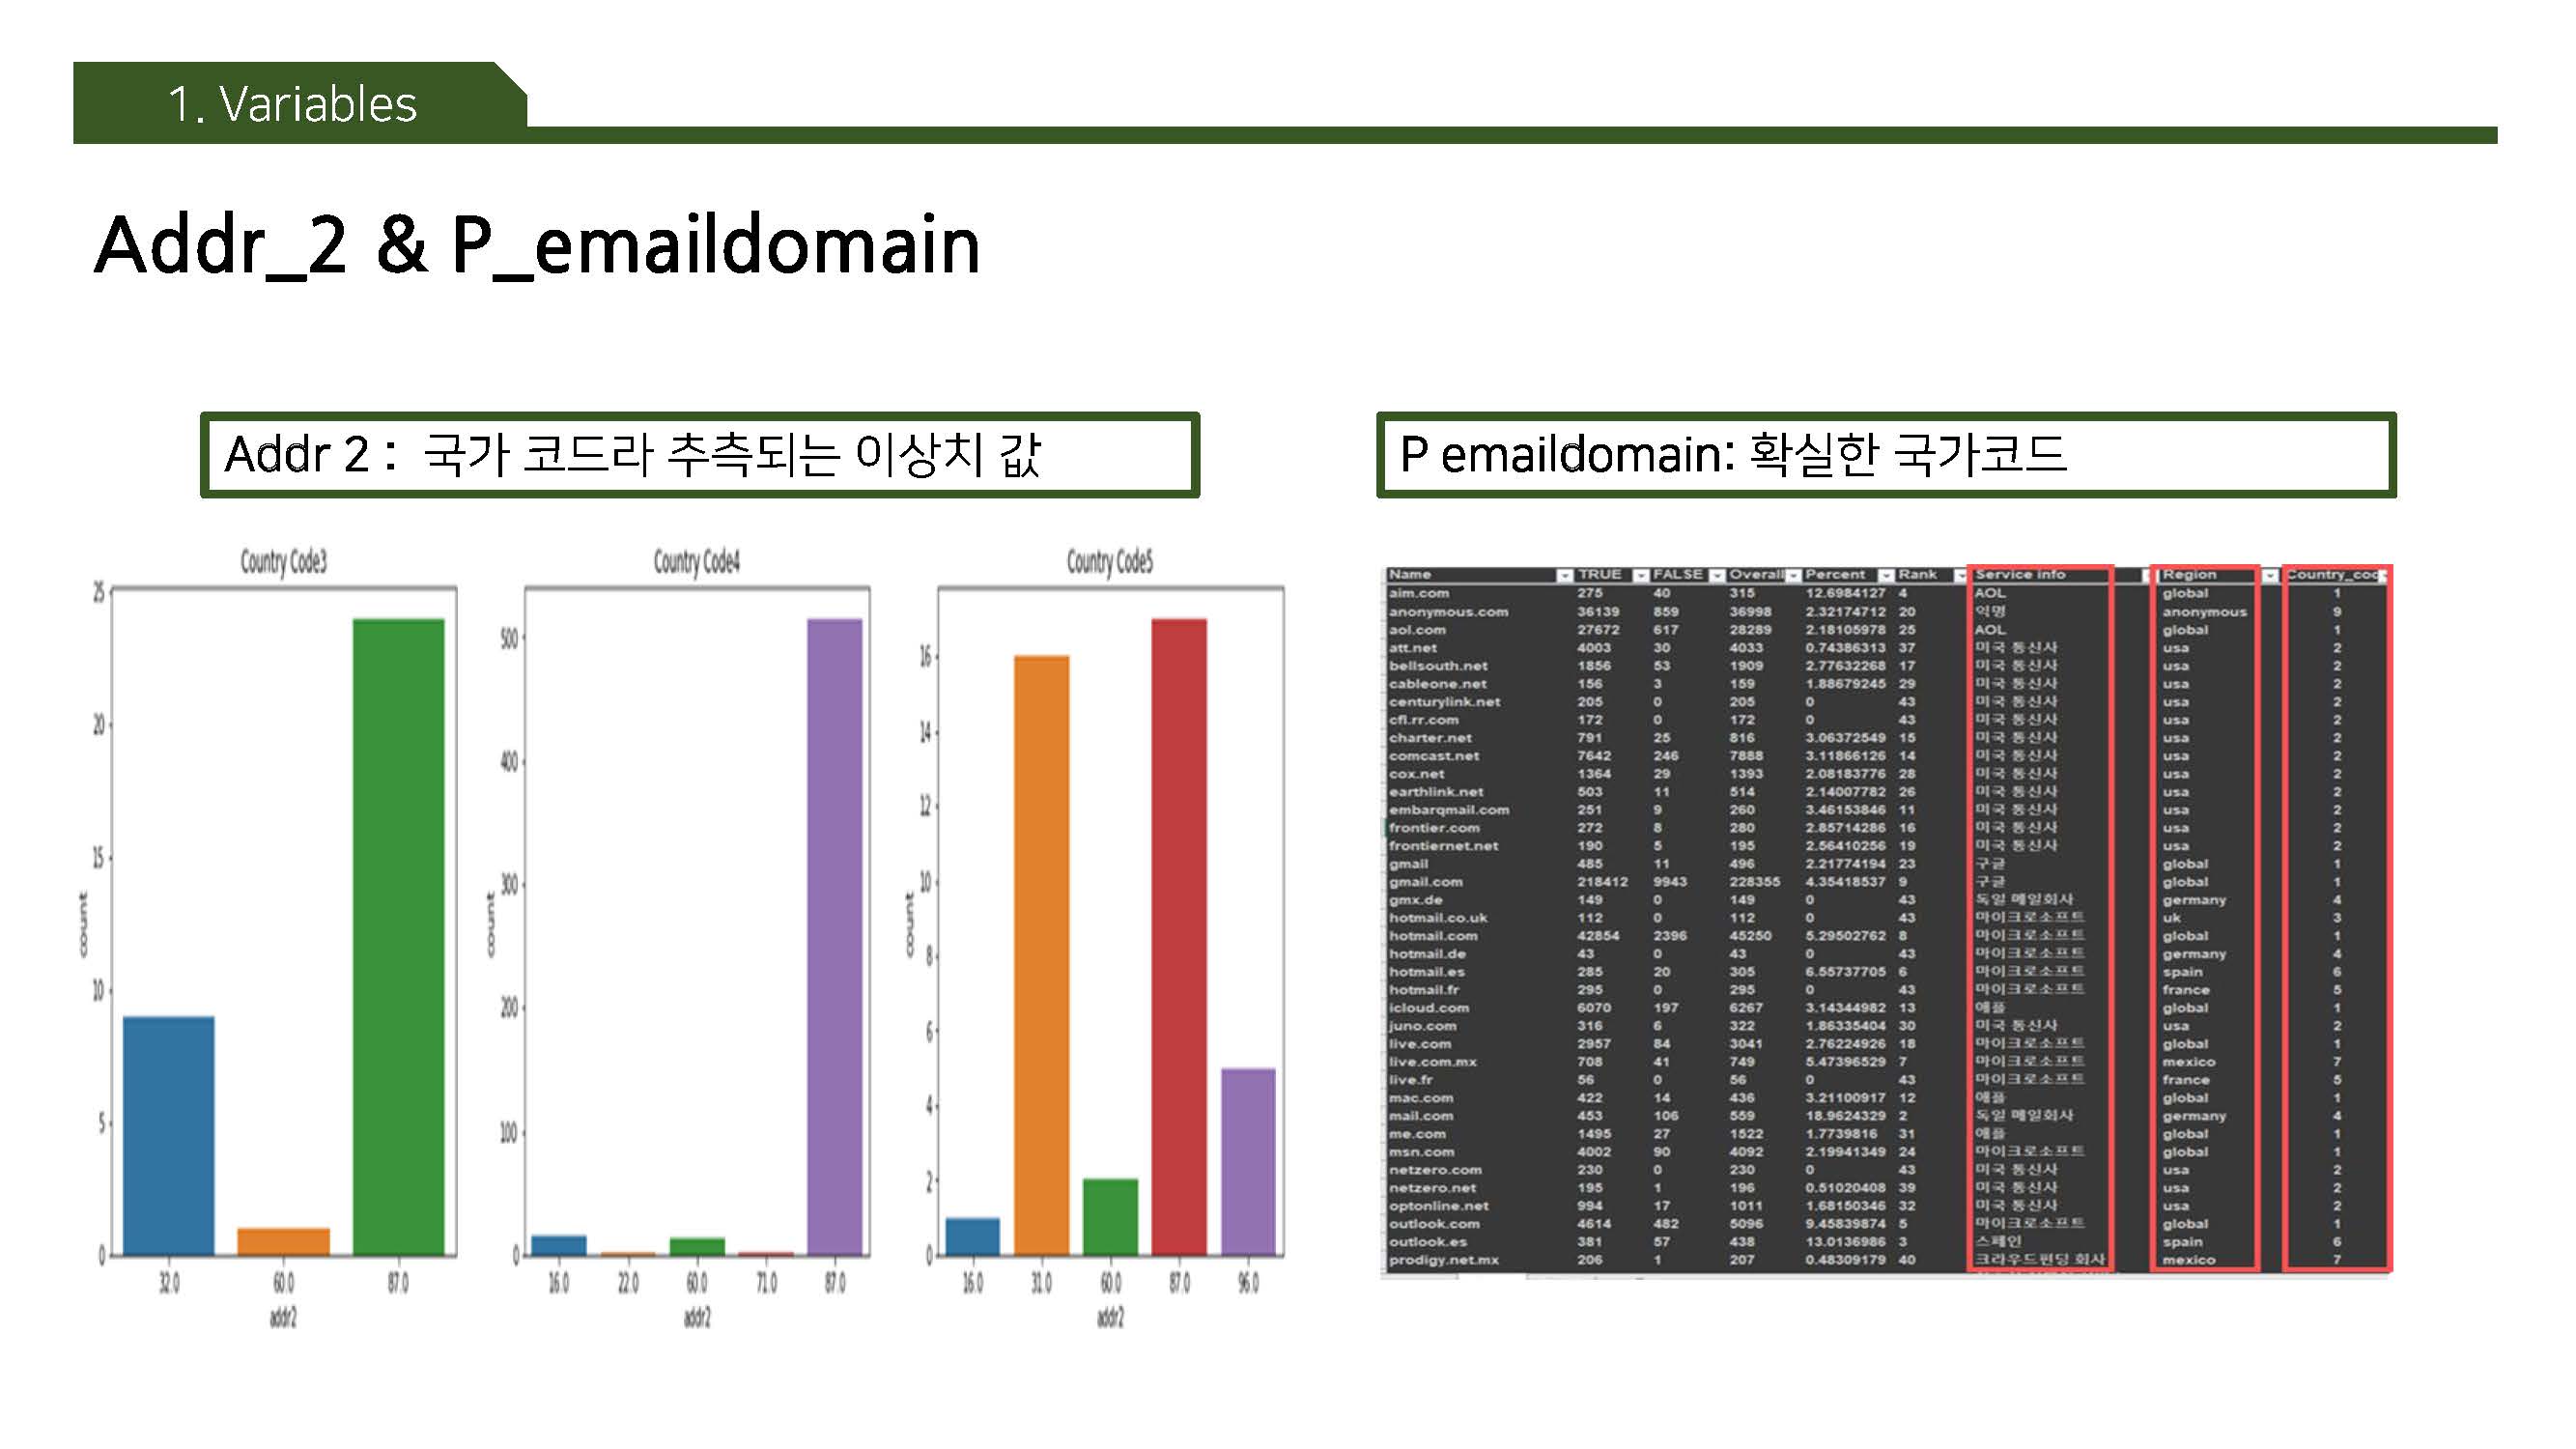 1. Variables
Addr_2 & P_emaildomain
Addr 2 : 국가 코드라 추측되는 이상치 값
P emaildomain: 확실한 국가코드
Country Code3
25
20
15
10
5
0
count
32.0 60.0 87.0
addr2
Country Code4
500
400
300
200
100
0
count
16.0 22.0 60.0 71.0 87.0
addr2
Country Code5
16
14
12
10
8
6
4
2
0
count
16.0 31.0 60.0 87.0 96.0
addr2
Name TRUE FALSE Overall Percent Rank Service info Region Country_coc
aim.com 275 40 315 12.6984127 4 AOL global 1
anonymous.com 36139 859 36998 2.32174712 20 익명 anonymous 9
aol.com 27672 617 28289 2.18105978 25 AOL global 1
att.net 4003 30 4033 0.74386313 37 미국 통신사 usa 2
bellsouth.net 1856 53 1909 2.77632268 17 미국 통신사 usa 2
cableone.net 156 3 159 1.88679245 29 미국 통신사 usa 2
centurylink.net 205 0 205 0 43 미국 통신사 usa 2
cfl.rr.com 172 0 172 0 43 미국 통신사 usa 2
charter.net 791 25 816 3.06372549 15 미국 통신사 usa 2
comcast.net 7642 246 7888 3.11866126 14 미국 통신사 usa 2
cox.net 1364 29 1393 2.08183776 28 미국 통신사 usa 2
earthlink.net 503 11 514 2.14007782 26 미국 통신사 usa 2
embarqmail.com 251 9 260 3.46153846 11 미국 통신사 usa 2
frontier.com 272 8 280 2.85714286 16 미국 통신사 usa 2
frontiernet.net 190 5 195 2.56410256 19 미국 통신사 usa 2
gmail 485 11 496 2.21774194 23 구글 global 1
gmail.com 218412 9943 228355 4.35418537 9 구글 global 1
gmx.de 149 0 149 0 43 독일 메일회사 germany 4
hotmail.co.uk 112 0 112 0 43 마이크로소프트 uk 3
hotmail.com 42854 2396 45250 5.29502762 8 마이크로소프트 global 1
hotmail.de 43 0 43 0 43 마이크로소프트 germany 4
hotmail.es 285 20 305 6.55737705 6 마이크로소프트 spain 6
hotmail.fr 295 0 295 0 43 마이크로소프트 france 5
icloud.com 6070 197 6267 3.14344982 13 애플 global 1
juno.com 316 6 322 1.86335404 30 미국 통신사 usa 2
live.com 2957 84 3041 2.76224926 18 마이크로소프트 global 1
live.com.mx 708 41 749 5.47396529 7 마이크로소프트 mexico 7
live.fr 56 0 56 0 43 마이크로소프트 france 5
mac.com 422 14 436 3.21100917 12 애플 global 1
mail.com 453 106 559 18.9624329 2 독일 메일회사 germany 4
me.com 1495 27 1522 1.7739816 31 애플 global 1
msn.com 4002 90 4092 2.19941349 24 마이크로소프트 global 1
netzero.com 230 0 230 0 43 미국 통신사 usa 2
netzero.net 195 1 196 0.51020408 39 미국 통신사 usa 2
optonline.net 994 17 1011 1.68150346 32 미국 통신사 usa 2
outlook.com 4614 482 5096 9.45839874 5 마이크로소프트 global 1
outlook.es 381 57 438 13.0136986 3 스페인 spain 6
prodigy.net.mx 206 1 207 0.48309179 40 크라우드펀딩 회사 mexico 7